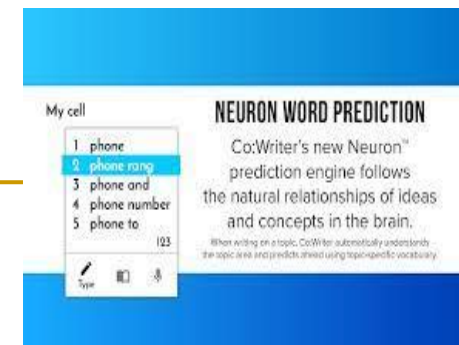 My cell
1 phone
2 phone rang
3 phone and
4 phone number
5 phone to
123
Type
NEURON WORD PREDICTION
Co:Writer's new Neuron™
prediction engine follows
the natural relationships of ideas
and concepts in the brain.
When writing on a topic, Co:Writer automatically understands
the topic area and predicts ahead using topic-specific vocabulary.